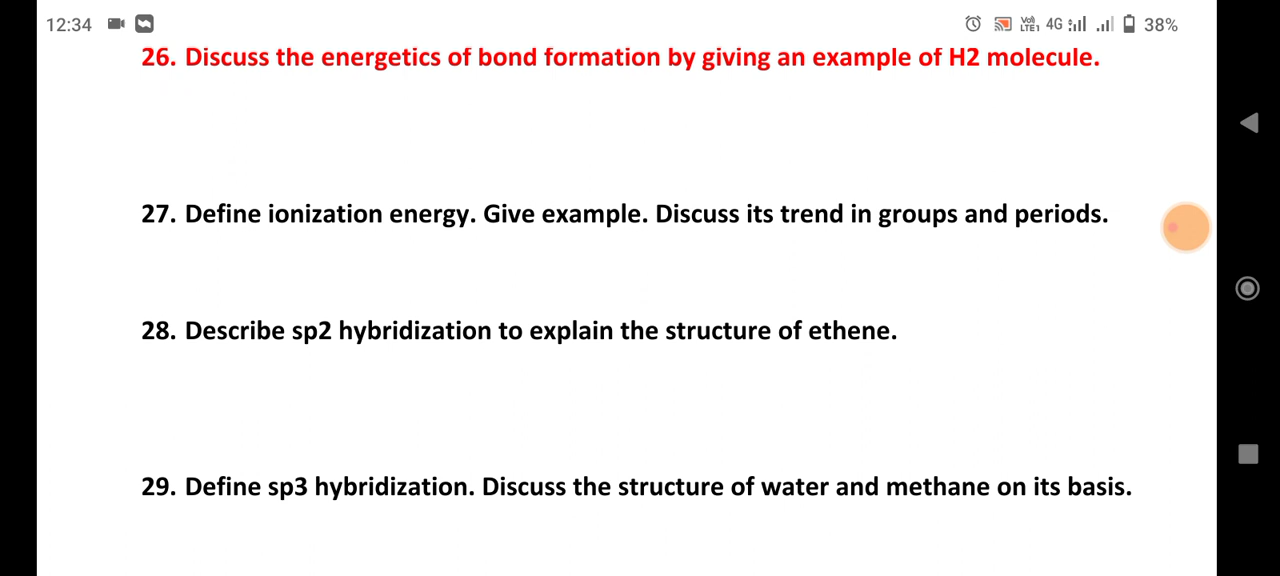 12:34 4G 38%
26. Discuss the energetics of bond formation by giving an example of H2 molecule.
27. Define ionization energy. Give example. Discuss its trend in groups and periods.
28. Describe sp2 hybridization to explain the structure of ethene.
29. Define sp3 hybridization. Discuss the structure of water and methane on its basis.